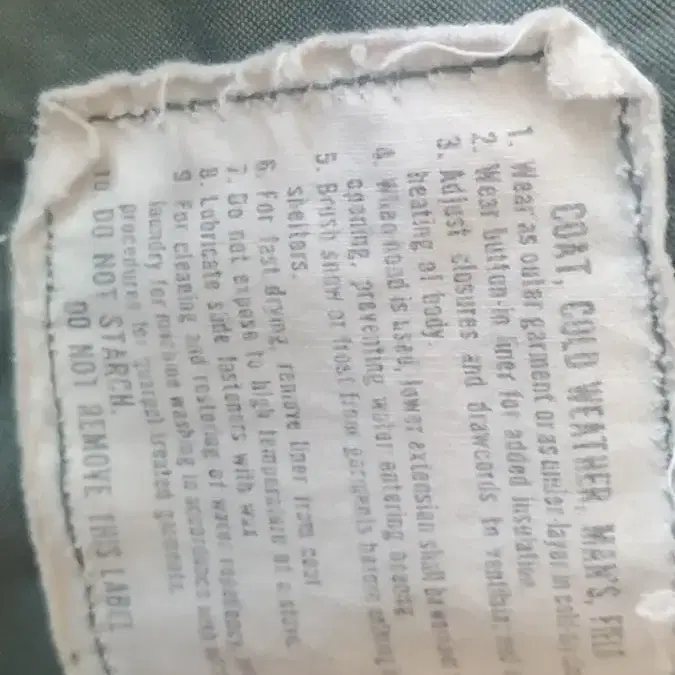 COAT, COLD WEATHER, MAN'S, FIELD
1. Wear as outer garment or as under-layer in cold-dry
2. Wear button-in liner for added insulation
3. Adjust closures and drawcords to ventilate and
heating of body.
4. When hood is used, lower extension shall be
opening, preventing water entering opening
5. Brush snow or frost from garments before
shelters.
6. For fast drying, remove liner from coat
7. Do not expose to high temperature of a stove.
8. Lubricate slide fasteners with wax
9 For cleaning and restoring of water repellency,
laundry for machine washing in accordance with
procedures for quarpel treated garments.
10 DO NOT STARCH.
DO NOT REMOVE THIS LABEL